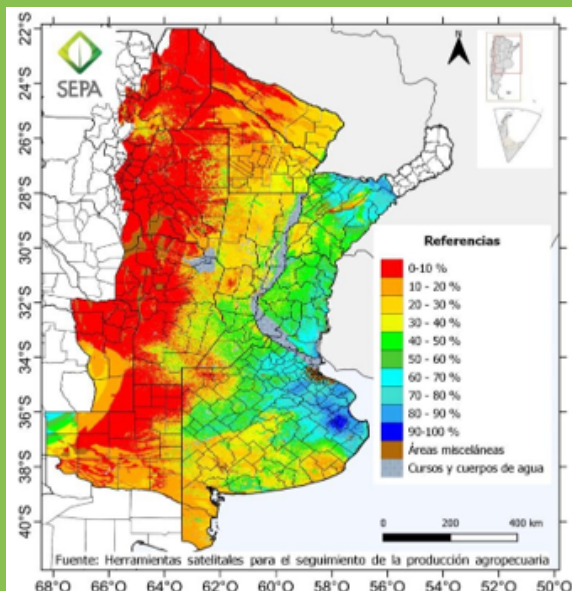 SEPA
N
22°S
24°S
26°S
28°S
30°S
32°S
34°S
36°S
38°S
40°S
Referencias
0-10 %
10 - 20 %
20 - 30 %
30 - 40 %
40 - 50 %
50 - 60 %
60 - 70 %
70 - 80 %
80 - 90 %
90-100 %
Áreas misceláneas
Cursos y cuerpos de agua
0 200 400 km
Fuente: Herramientas satelitales para el seguimiento de la producción agropecuaria
68°O 66°O 64°O 62°O 60°O 58°O 56°O 54°O 52°O 50°O